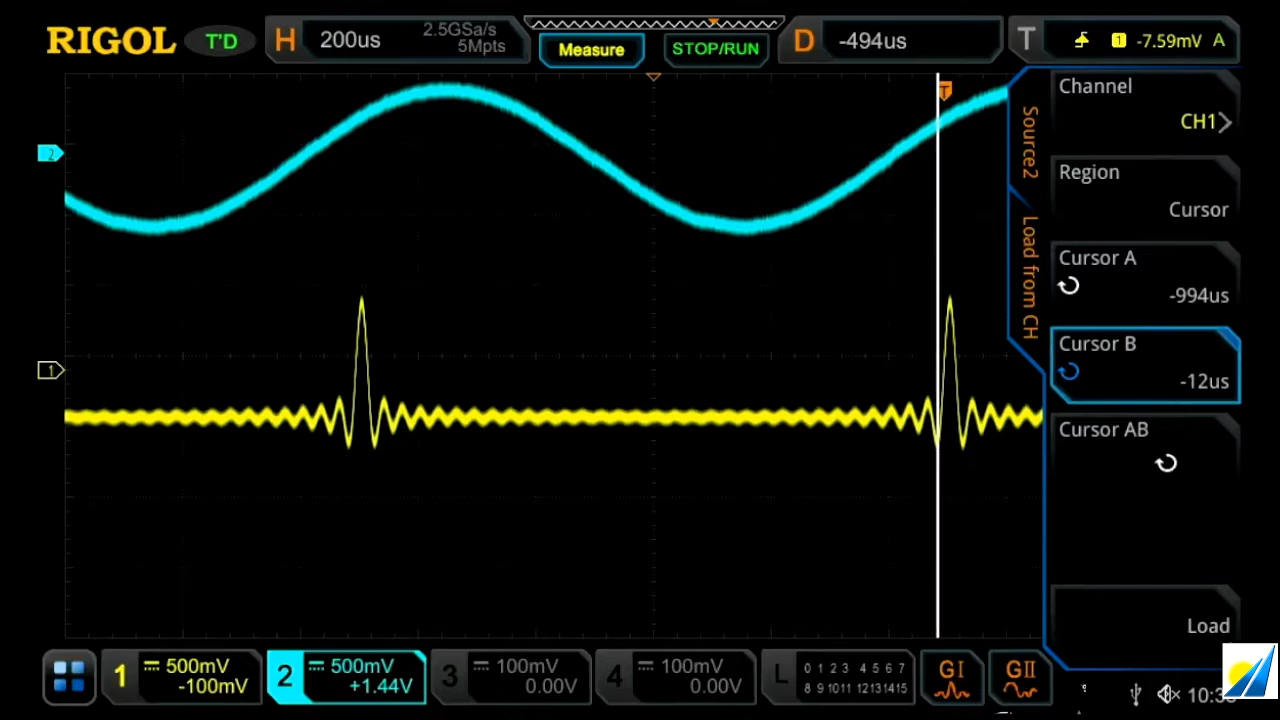 RIGOL
T'D
H
200us
2.5GSa/s
5Mpts
Measure
STOP/RUN
D
-494us
T
1
-7.59mV
A
T
2
1
Source2
Load from CH
Channel
CH1
Region
Cursor
Cursor A
-994us
Cursor B
-12us
Cursor AB
Load
1
500mV
-100mV
2
500mV
+1.44V
3
100mV
0.00V
4
100mV
0.00V
L
0 1 2 3 4 5 6 7
8 9 10 11 12 13 14 15
GI
GII